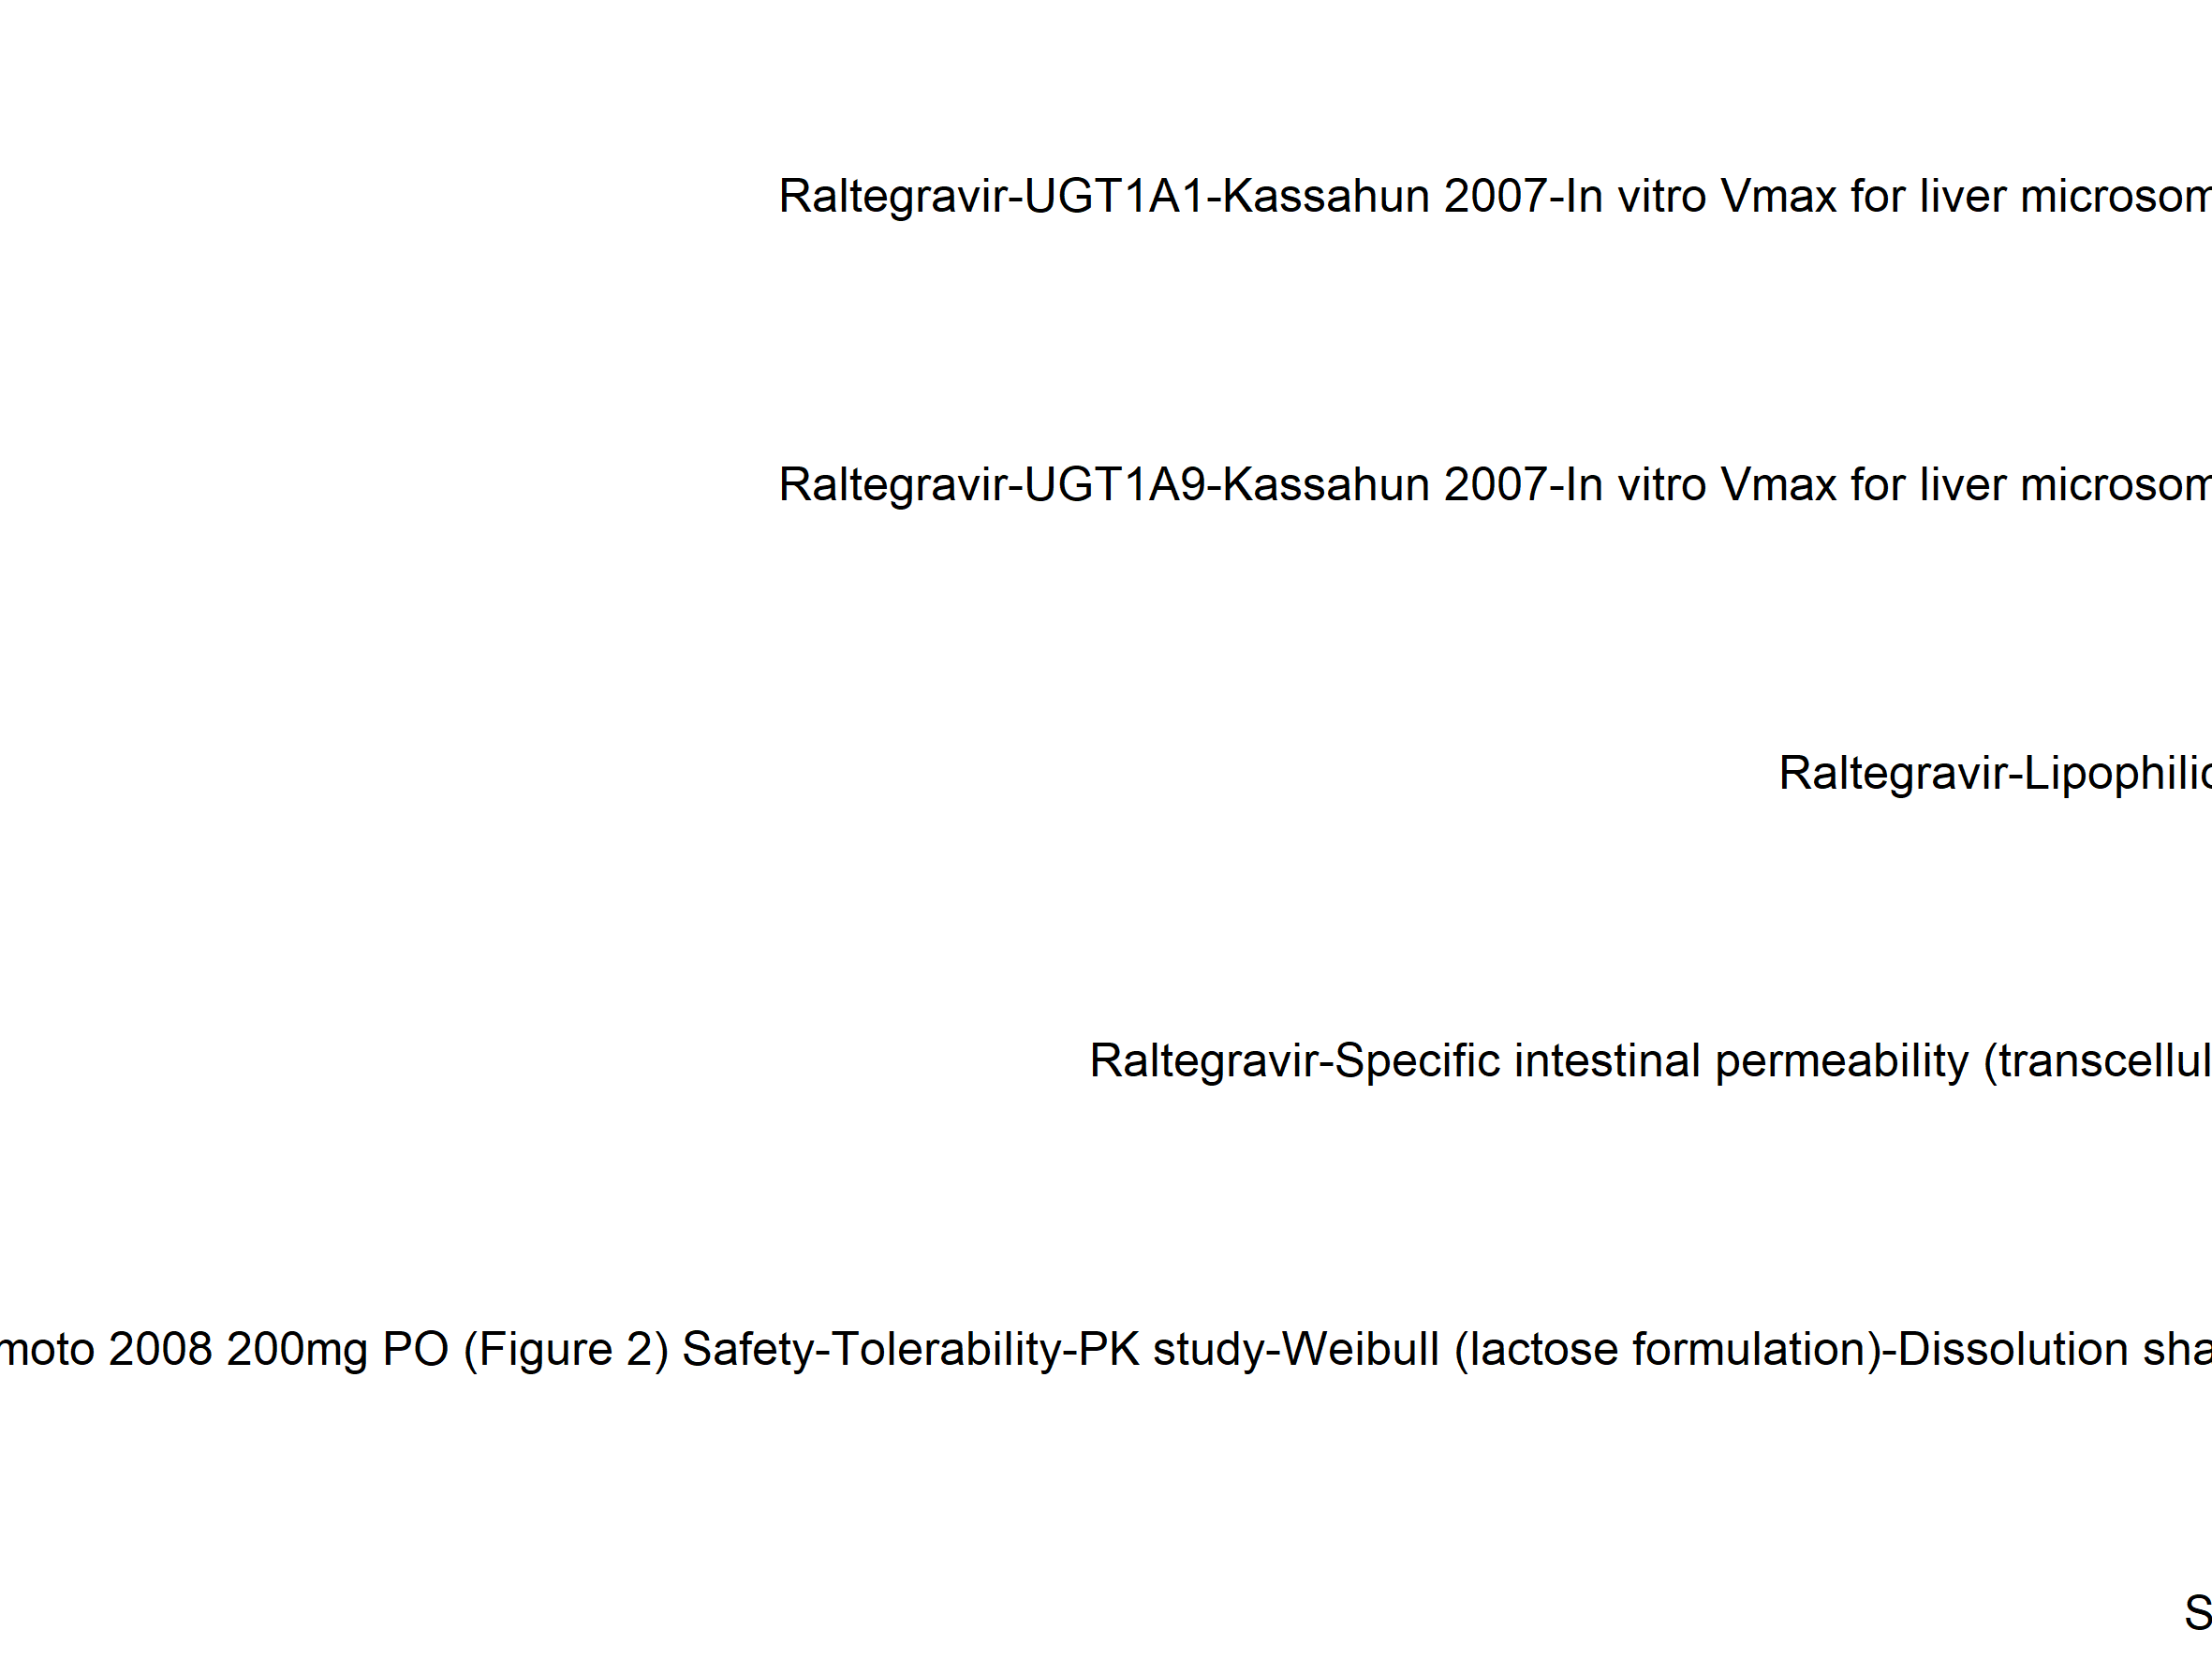 Raltegravir-UGT1A1-Kassahun 2007-In vitro Vmax for liver microsom
Raltegravir-UGT1A9-Kassahun 2007-In vitro Vmax for liver microsom
Raltegravir-Lipophilic
Raltegravir-Specific intestinal permeability (transcellul
moto 2008 200mg PO (Figure 2) Safety-Tolerability-PK study-Weibull (lactose formulation)-Dissolution sha
S